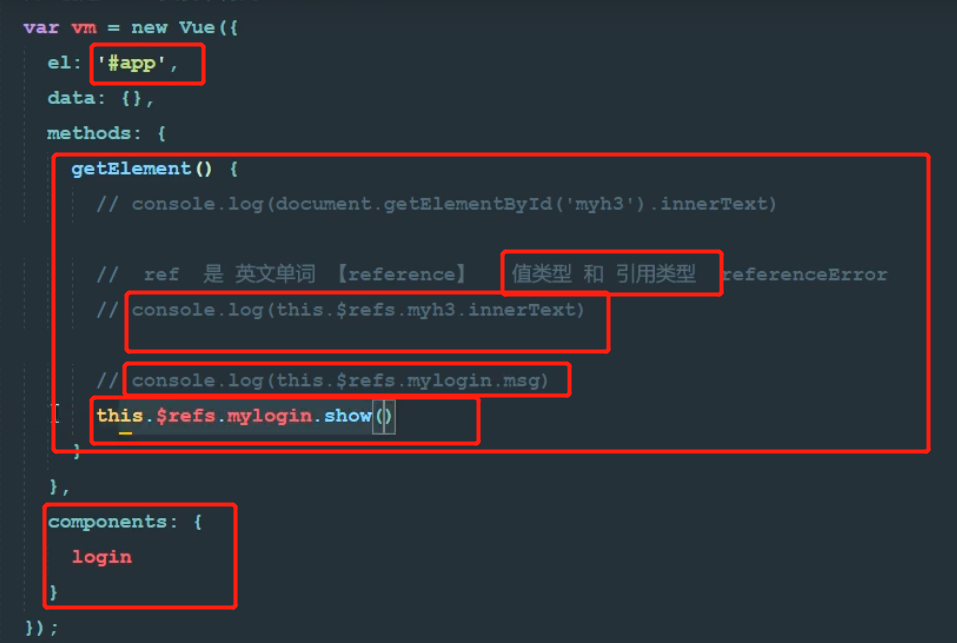 var vm = new Vue({
el: '#app',
data: {},
methods: {
getElement() {
// console.log(document.getElementById('myh3').innerText)
// ref 是 英文单词 【reference】 值类型 和 引用类型 referenceError
// console.log(this.$refs.myh3.innerText)
// console.log(this.$refs.mylogin.msg)
this.$refs.mylogin.show()
}
},
components: {
login
}
});